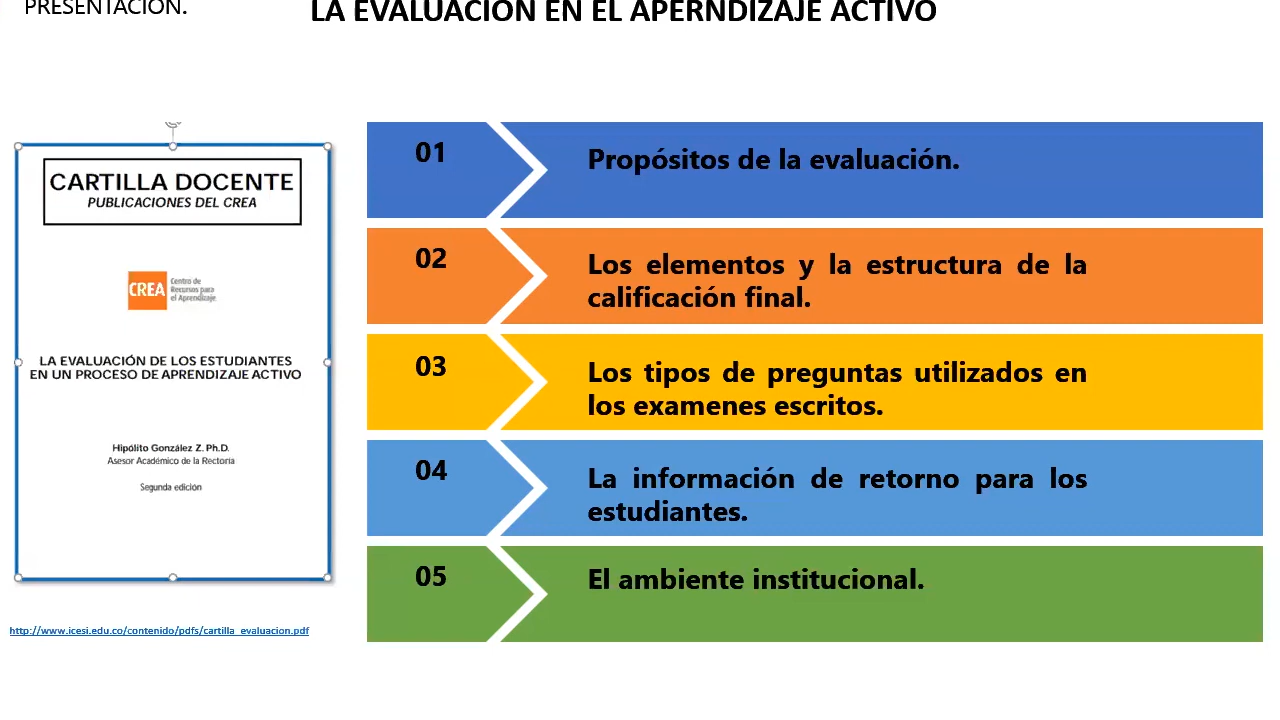 PRESENTACIÓN.
LA EVALUACIÓN EN EL APERNDIZAJE ACTIVO
CARTILLA DOCENTE
PUBLICACIONES DEL CREA
CREA
Centro de
Recursos para
el Aprendizaje
LA EVALUACIÓN DE LOS ESTUDIANTES
EN UN PROCESO DE APRENDIZAJE ACTIVO
Hipólito González Z. Ph.D.
Asesor Académico de la Rectoría
Segunda edición
http://www.icesi.edu.co/contenido/pdfs/cartilla_evaluacion.pdf
01
Propósitos de la evaluación.
02
Los elementos y la estructura de la
calificación final.
03
Los tipos de preguntas utilizados en
los examenes escritos.
04
La información de retorno para los
estudiantes.
05
El ambiente institucional.